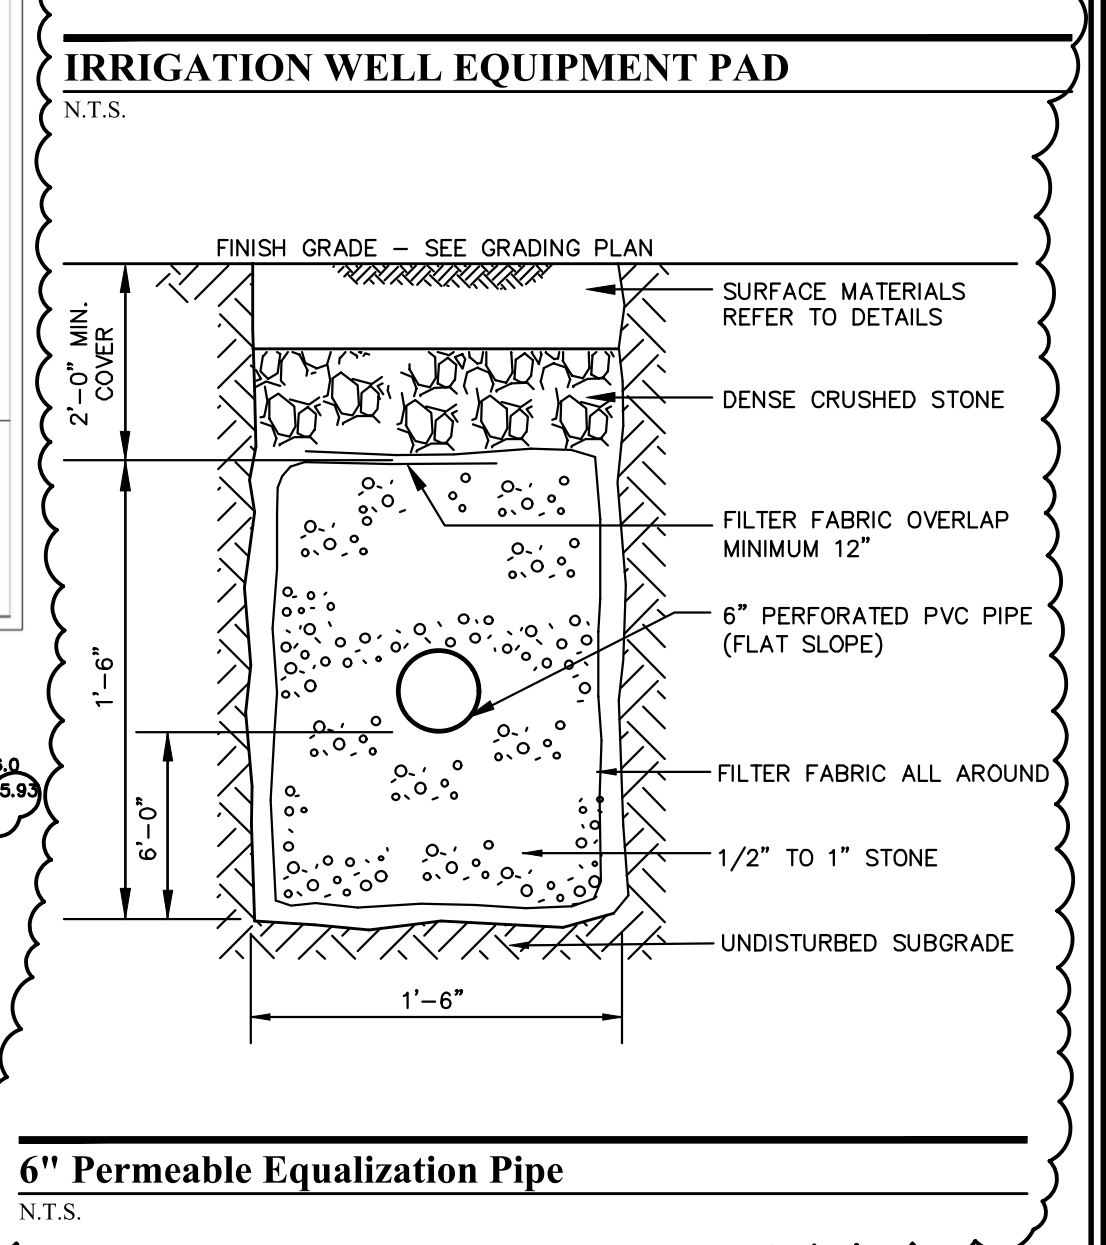 IRRIGATION WELL EQUIPMENT PAD
N.T.S.
FINISH GRADE – SEE GRADING PLAN
2'–0" MIN.
COVER
SURFACE MATERIALS
REFER TO DETAILS
DENSE CRUSHED STONE
FILTER FABRIC OVERLAP
MINIMUM 12"
6" PERFORATED PVC PIPE
(FLAT SLOPE)
1'–6"
5.93
FILTER FABRIC ALL AROUND
6'–0"
1/2" TO 1" STONE
UNDISTURBED SUBGRADE
1'–6"
6" Permeable Equalization Pipe
N.T.S.